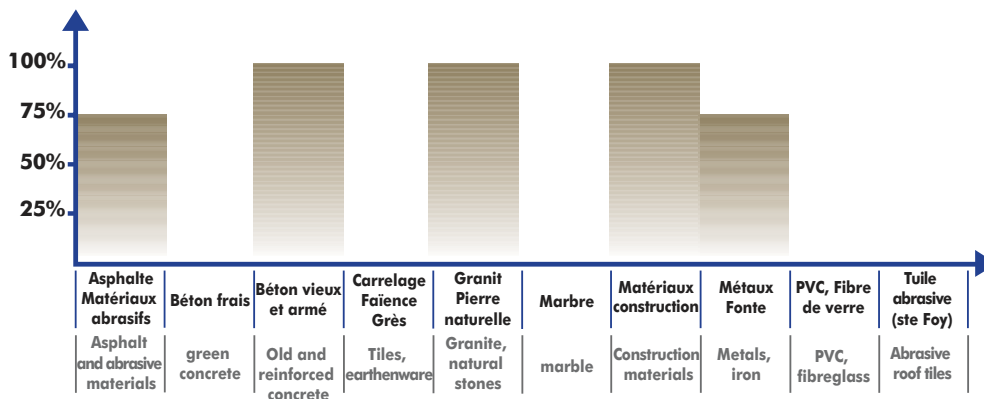 100%
75%
50%
25%
Asphalte
Matériaux
abrasifs
Béton frais
Béton vieux
et armé
Carrelage
Faïence
Grès
Granit
Pierre
naturelle
Marbre
Matériaux
construction
Métaux
Fonte
PVC, Fibre
de verre
Tuile
abrasive
(ste Foy)
Asphalt
and abrasive
materials
green
concrete
Old and
reinforced
concrete
Tiles,
earthenware
Granite,
natural
stones
marble
Construction
materials
Metals,
iron
PVC,
fibreglass
Abrasive
roof tiles